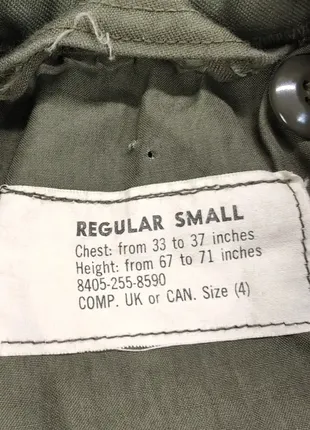 REGULAR SMALL
Chest: from 33 to 37 inches
Height: from 67 to 71 inches
8405-255-8590
COMP. UK or CAN. Size (4)